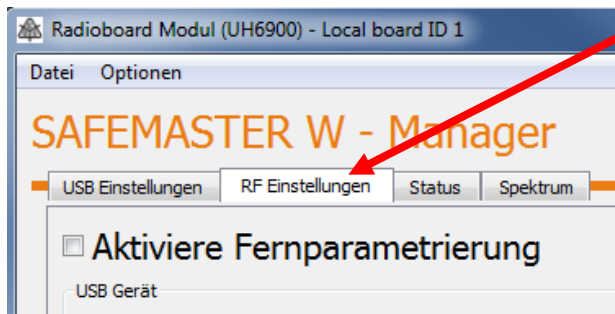 Radioboard Modul (UH6900) - Local board ID 1
Datei Optionen
SAFEMASTER W - Manager
USB Einstellungen RF Einstellungen Status Spektrum
Aktiviere Fernparametrierung
USB Gerät